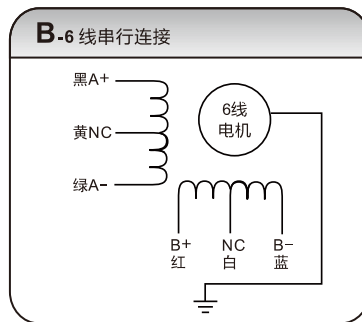 B-6 线串行连接
黑A+
黄NC
绿A-
6线
电机
B+ NC B-
红 白 蓝